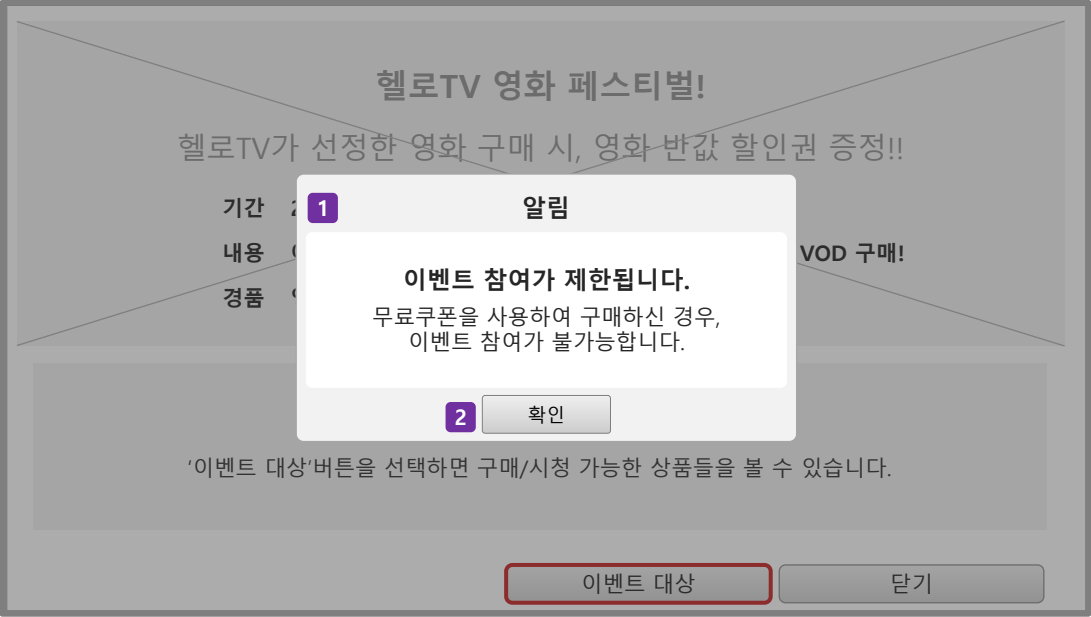 헬로TV 영화 페스티벌!
헬로TV가 선정한 영화 구매 시, 영화 반값 할인권 증정!!
기간
1
알림
내용
VOD 구매!
경품
이벤트 참여가 제한됩니다.
무료쿠폰을 사용하여 구매하신 경우,
이벤트 참여가 불가능합니다.
2
확인
‘이벤트 대상‘버튼을 선택하면 구매/시청 가능한 상품들을 볼 수 있습니다.
이벤트 대상
닫기